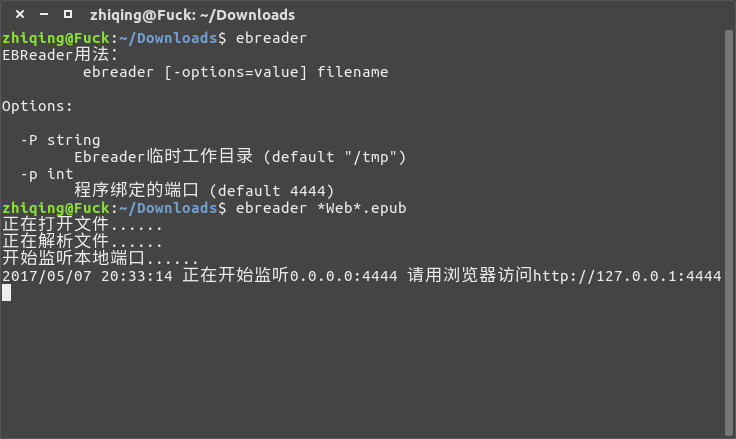 zhiqing@Fuck: ~/Downloads
zhiqing@Fuck:~/Downloads$ ebreader
EBReader用法：
ebreader [-options=value] filename
Options:
-P string
Ebreader临时工作目录 (default "/tmp")
-p int
程序绑定的端口 (default 4444)
zhiqing@Fuck:~/Downloads$ ebreader *Web*.epub
正在打开文件......
正在解析文件......
开始监听本地端口......
2017/05/07 20:33:14 正在开始监听0.0.0.0:4444 请用浏览器访问http://127.0.0.1:4444